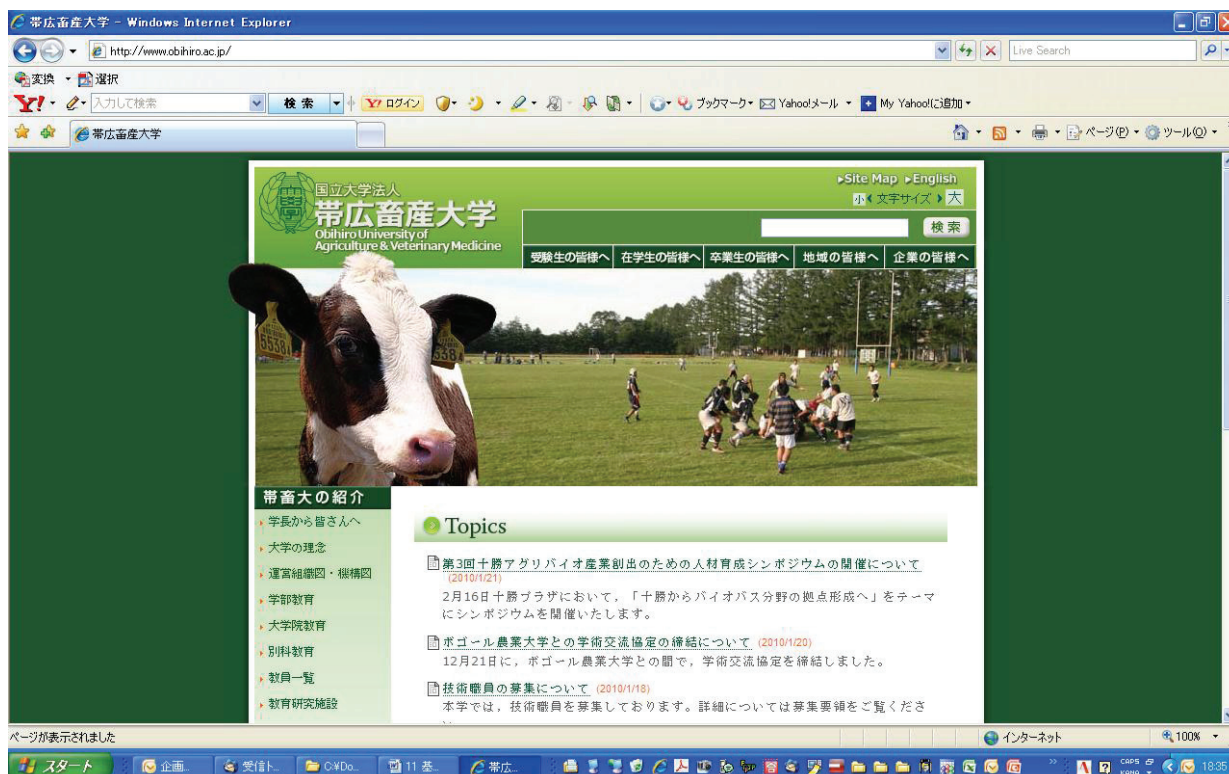 帯広畜産大学 - Windows Internet Explorer
http://www.obihiro.ac.jp/
Live Search
変換 選択
入力して検索 検索 ログイン ブックマーク Yahoo!メール My Yahoo!に追加
帯広畜産大学
ページ(P) ツール(O)
▸Site Map ▸English
国立大学法人
小 文字サイズ 大
帯広畜産大学
Obihiro University of
Agriculture & Veterinary Medicine
検索
受験生の皆様へ 在学生の皆様へ 卒業生の皆様へ 地域の皆様へ 企業の皆様へ
帯畜大の紹介
学長から皆さんへ
大学の理念
運営組織図・機構図
学部教育
大学院教育
別科教育
教員一覧
教育研究施設
Topics
第3回十勝アグリバイオ産業創出のための人材育成シンポジウムの開催について
(2010/1/21)
2月16日十勝プラザにおいて，「十勝からバイオバス分野の拠点形成へ」をテーマ
にシンポジウムを開催いたします。
ボゴール農業大学との学術交流協定の締結について (2010/1/20)
12月21日に，ボゴール農業大学との間で，学術交流協定を締結しました。
技術職員の募集について (2010/1/18)
本学では，技術職員を募集しております。詳細については募集要領をご覧くださ
ページが表示されました
インターネット
100%
スタート 企画... 受信ト... C:¥Do... 11 基... 帯広... CAPS KANA 18:35